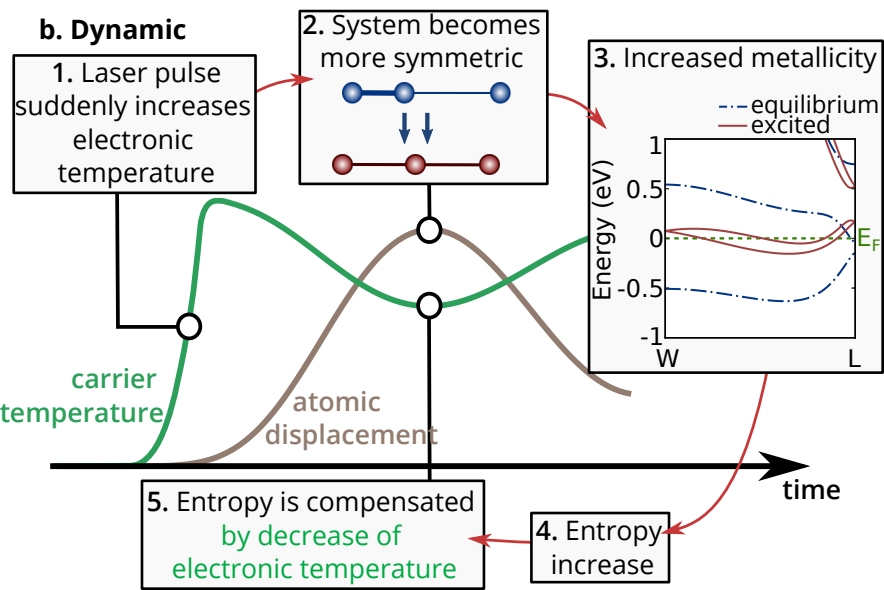 b. Dynamic
1. Laser pulse
suddenly increases
electronic
temperature
2. System becomes
more symmetric
3. Increased metallicity
equilibrium
excited
Energy (eV)
1
0.5
0
-0.5
-1
E_F
W
L
carrier
temperature
atomic
displacement
time
4. Entropy
increase
5. Entropy is compensated
by decrease of
electronic temperature